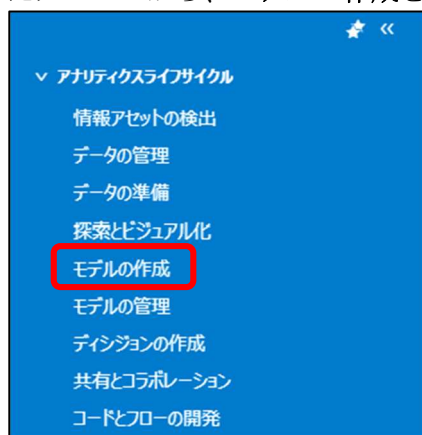 アナリティクスライフサイクル
情報アセットの検出
データの管理
データの準備
探索とビジュアル化
モデルの作成
モデルの管理
ディシジョンの作成
共有とコラボレーション
コードとフローの開発